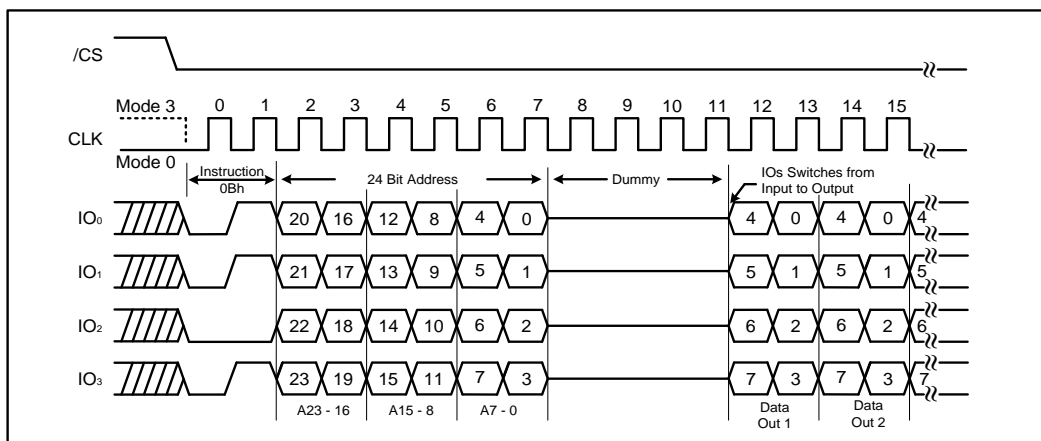 /CS
Mode 3 0 1 2 3 4 5 6 7 8 9 10 11 12 13 14 15
CLK
Mode 0
Instruction 24 Bit Address Dummy IOs Switches from
0Bh Input to Output
IO₀ 20 16 12 8 4 0 4 0 4 0 4
IO₁ 21 17 13 9 5 1 5 1 5 1 5
IO₂ 22 18 14 10 6 2 6 2 6 2 6
IO₃ 23 19 15 11 7 3 7 3 7 3 7
A23 - 16 A15 - 8 A7 - 0 Data Data
Out 1 Out 2